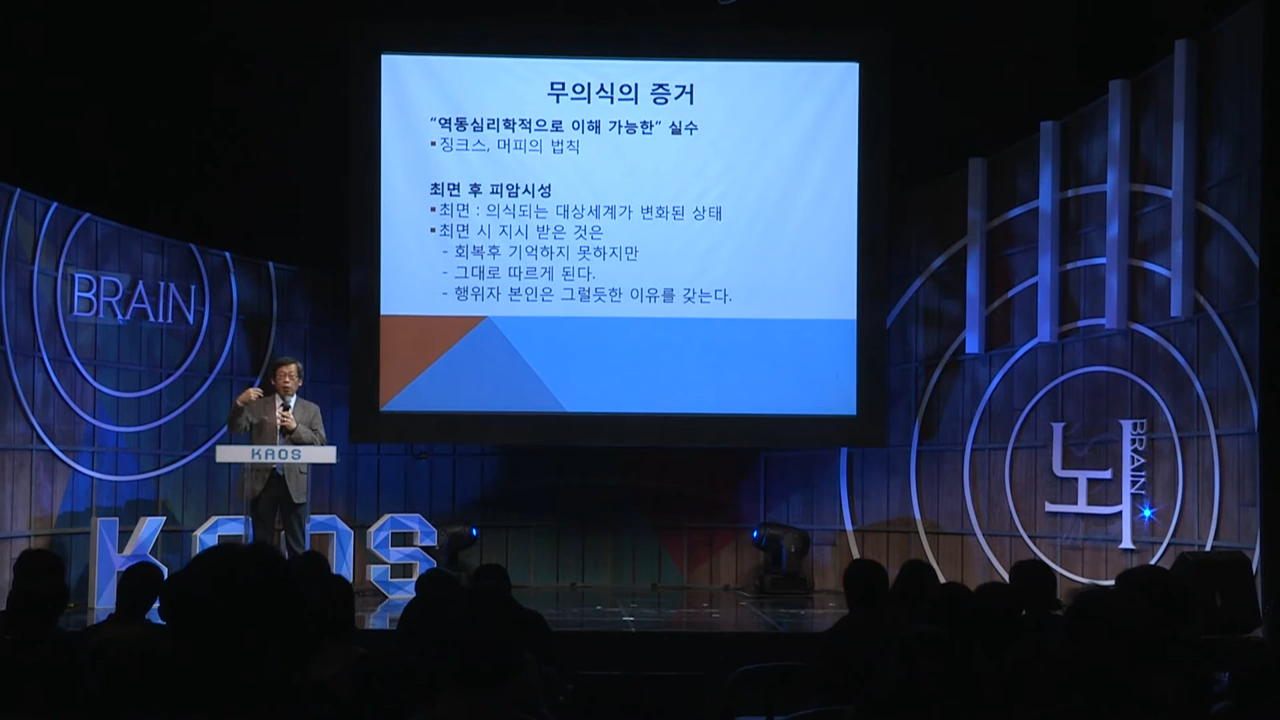 무의식의 증거
“역동심리학적으로 이해 가능한” 실수
▪징크스, 머피의 법칙
최면 후 피암시성
▪최면 : 의식되는 대상세계가 변화된 상태
▪최면 시 지시 받은 것은
- 회복후 기억하지 못하지만
- 그대로 따르게 된다.
- 행위자 본인은 그럴듯한 이유를 갖는다.
BRAIN
KAOS
KAOS
뇌
BRAIN